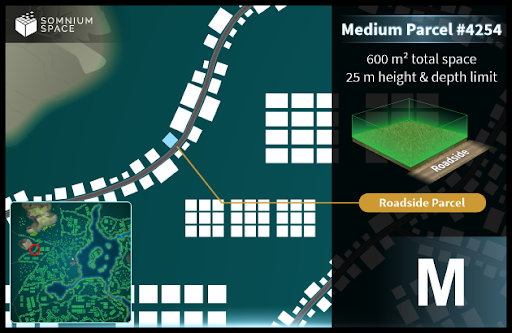 SOMNIUM
SPACE
Medium Parcel #4254
600 m² total space
25 m height & depth limit
Roadside
Roadside Parcel
M